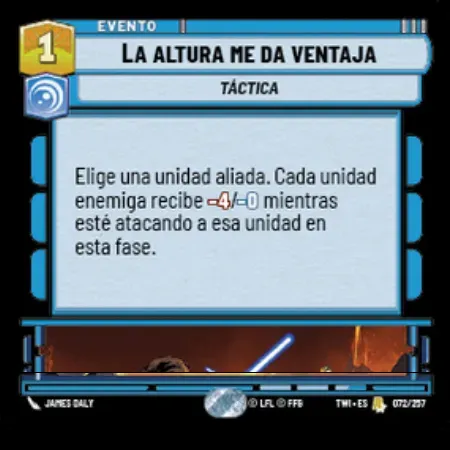 EVENTO
1
LA ALTURA ME DA VENTAJA
TÁCTICA
Elige una unidad aliada. Cada unidad
enemiga recibe -4/-0 mientras
esté atacando a esa unidad en
esta fase.
JAMES DALY
© LFL © FFG
TWI • ES
072/257